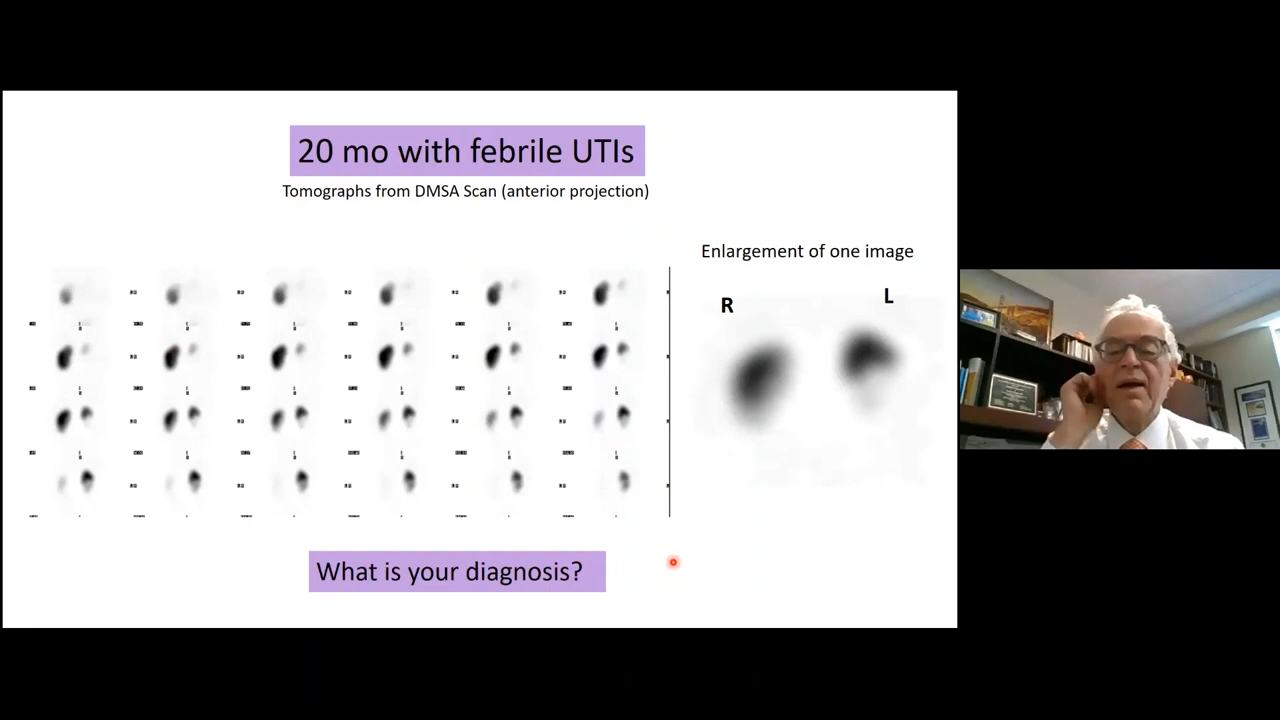 20 mo with febrile UTIs
Tomographs from DMSA Scan (anterior projection)
Enlargement of one image
R
L
What is your diagnosis?